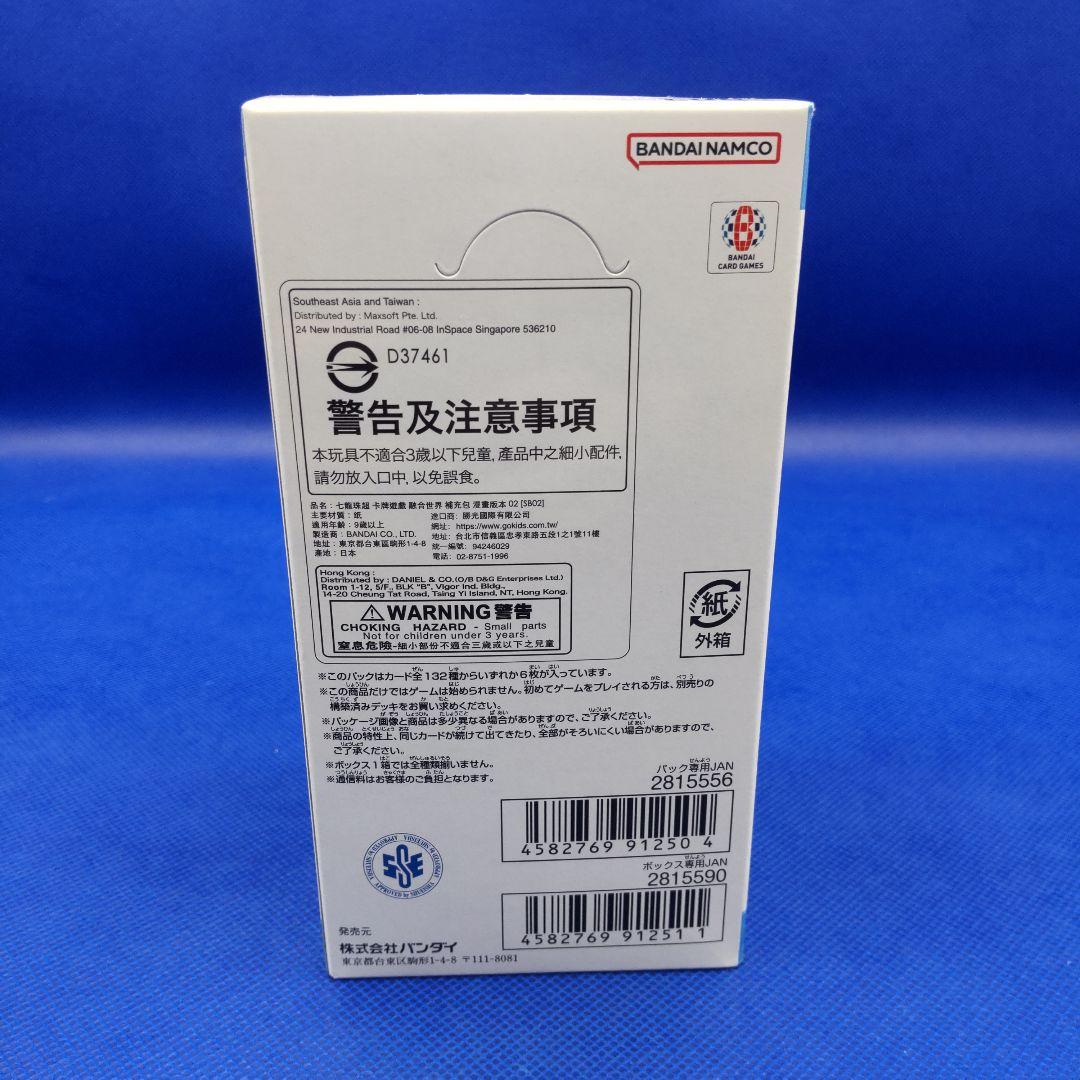 BANDAI NAMCO
B
BANDAI
CARD GAMES
Southeast Asia and Taiwan :
Distributed by : Maxsoft Pte. Ltd.
24 New Industrial Road #06-08 InSpace Singapore 536210
D37461
警告及注意事項
本玩具不適合3歲以下兒童, 產品中之細小配件,
請勿放入口中, 以免誤食。
品名：七龍珠超 卡牌遊戲 融合世界 補充包 漫畫版本 02 [SB02]
主要材質：紙
適用年齡：9歲以上
製造商：BANDAI CO., LTD.
地址：東京都台東區駒形1-4-8
產地：日本
進口商：勝光國際有限公司
網址：https://www.gokids.com.tw/
地址：台北市信義區忠孝東路五段1之1號11樓
統一編號：94246029
電話：02-8751-1996
Hong Kong :
Distributed by : DANIEL & CO.(O/B D&G Enterprises Ltd.)
Room 1-12, 5/F., BLK "B", Vigor Ind. Bldg.,
14-20 Cheung Tat Road, Tsing Yi Island, NT, Hong Kong.
⚠WARNING 警告
CHOKING HAZARD - Small parts
Not for children under 3 years.
窒息危險-細小部份不適合三歲或以下之兒童
紙
外箱
※このパックはカード全132種からいずれか6枚が入っています。
※この商品だけではゲームは始められません。初めてゲームをプレイされる方は、別売りの
構築済みデッキをお買い求めください。
※パッケージ画像と商品は多少異なる場合がありますので、ご了承ください。
※商品の特性上、同じカードが続けて出てきたり、全部がそろいにくい場合がありますので、
ご了承ください。
※ボックス1箱では全種類揃いません。
※通信料はお客様のご負担となります。
パック専用JAN
2815556
4582769 912504
ボックス専用JAN
2815590
4582769 912511
SSE
APPROVED by SHUEISHA
発売元
株式会社バンダイ
東京都台東区駒形1-4-8 〒111-8081